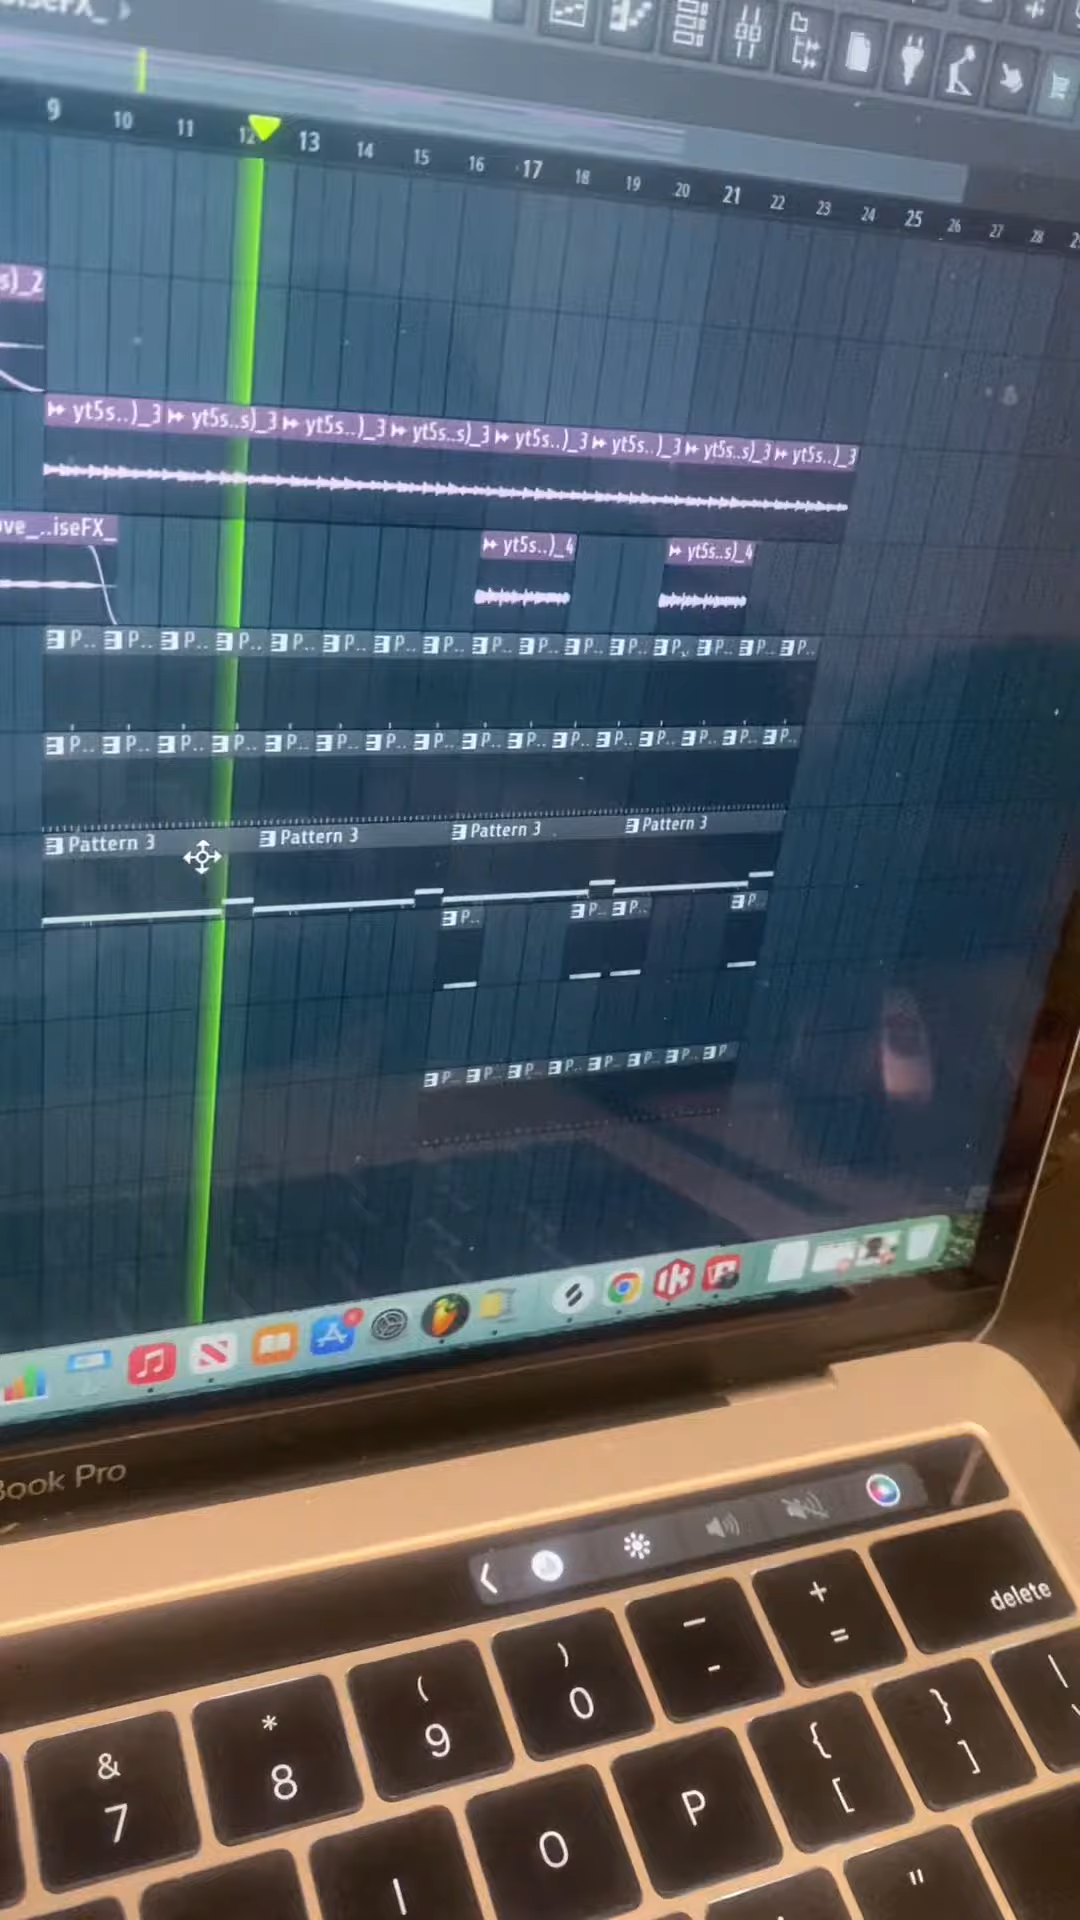 iseFX_
9 10 11 12 13 14 15 16 17 18 19 20 21 22 23 24 25 26 27 28
s)_2
yt5s..)_3 yt5s..s)_3 yt5s..)_3 yt5s..s)_3 yt5s..)_3 yt5s..)_3 yt5s..s)_3 yt5s..)_3
ove_..iseFX_
yt5s..)_4 yt5s..s)_4
P.. P.. P.. P.. P.. P.. P.. P.. P.. P.. P.. P.. P.. P.. P.. P..
P.. P.. P.. P.. P.. P.. P.. P.. P.. P.. P.. P.. P.. P.. P.. P..
Pattern 3 Pattern 3 Pattern 3 Pattern 3
P.. P.. P.. P..
P.. P.. P.. P.. P.. P.. P.. P..
Book Pro
delete
& 7
* 8
( 9
) 0
_ -
+ =
I
O
P
{ [
} ]
|
"